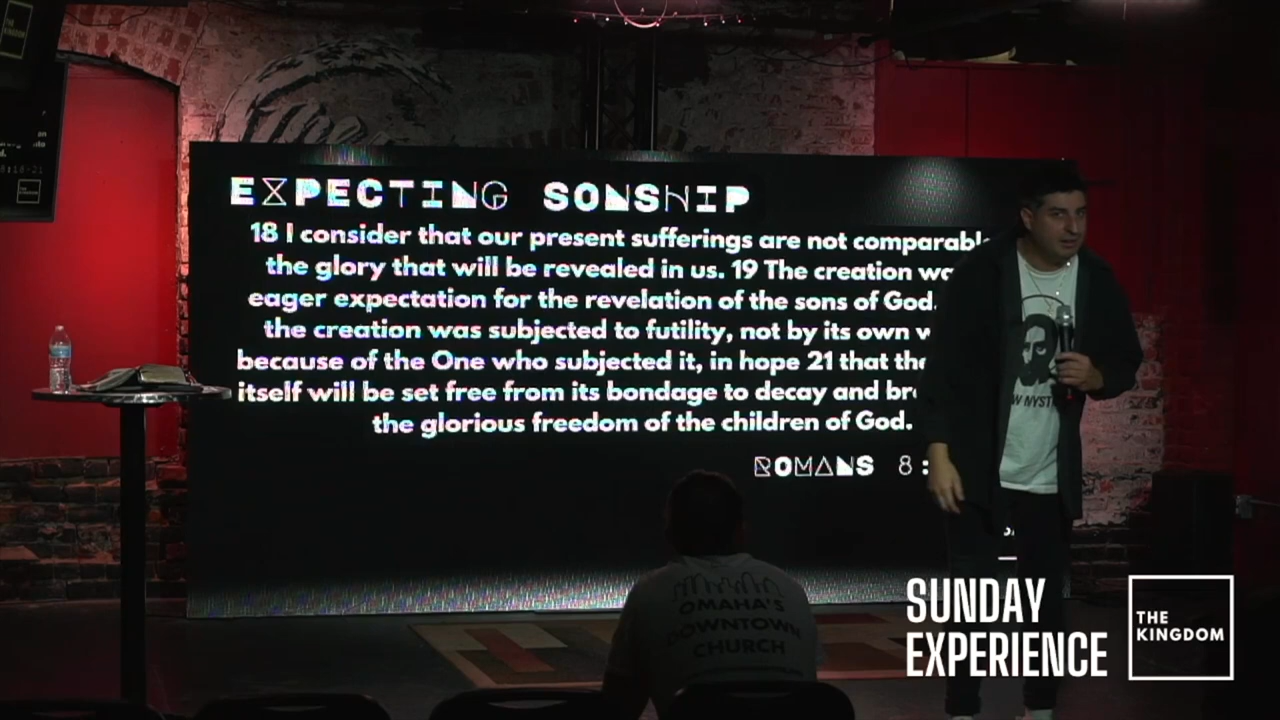 THE
KINGDOM
EXPECTING SONSHIP
18 I consider that our present sufferings are not comparabl
the glory that will be revealed in us. 19 The creation wa
eager expectation for the revelation of the sons of God.
the creation was subjected to futility, not by its own w
because of the One who subjected it, in hope 21 that the
itself will be set free from its bondage to decay and br
the glorious freedom of the children of God.
ROMANS 8:
OMAHA'S
DOWNTOWN
CHURCH
SUNDAY
EXPERIENCE
THE
KINGDOM